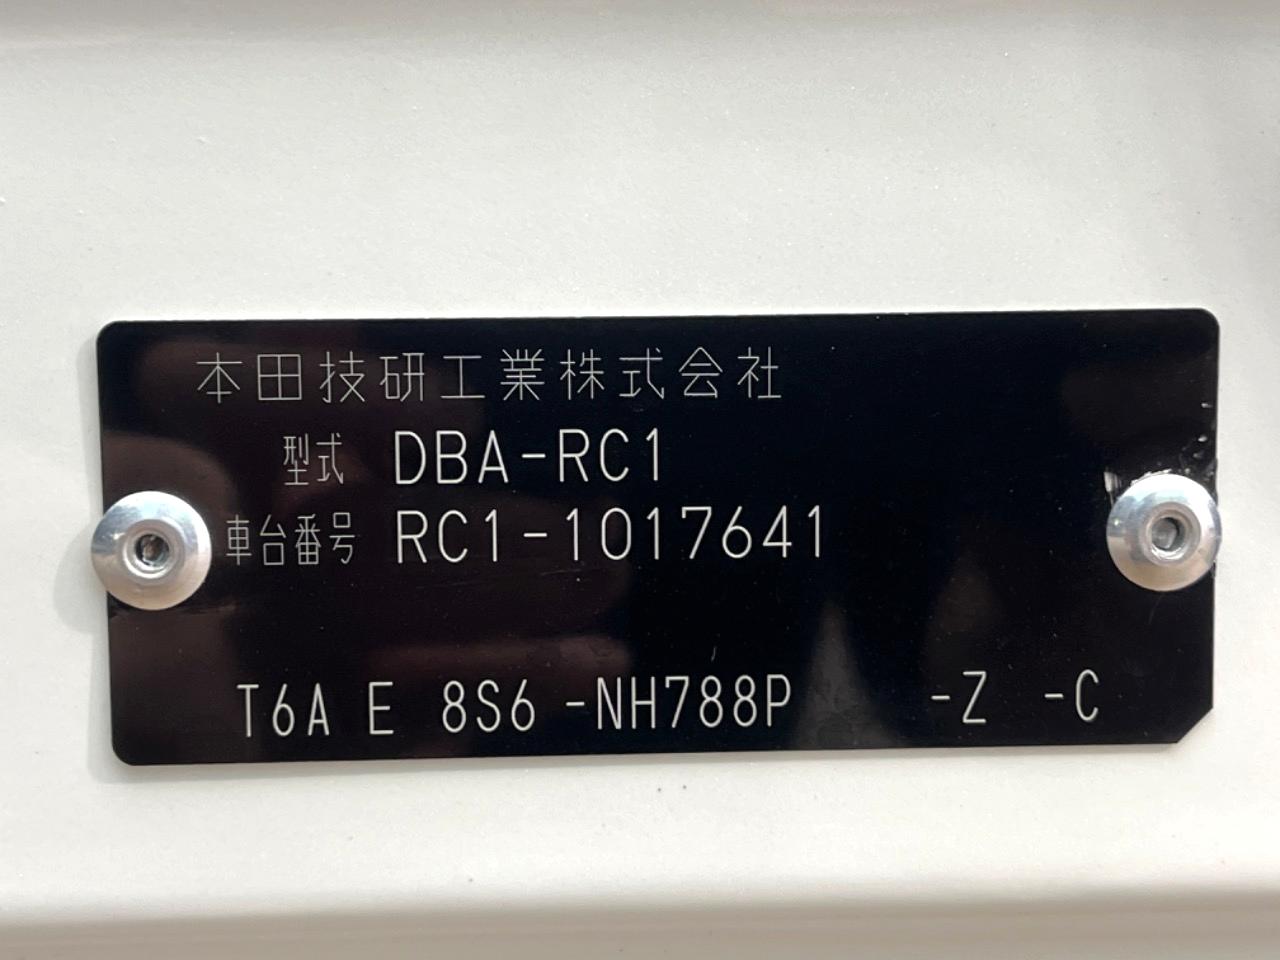 本田技研工業株式会社
型式 DBA-RC1
車台番号 RC1-1017641
T6A E 8S6 -NH788P -Z -C